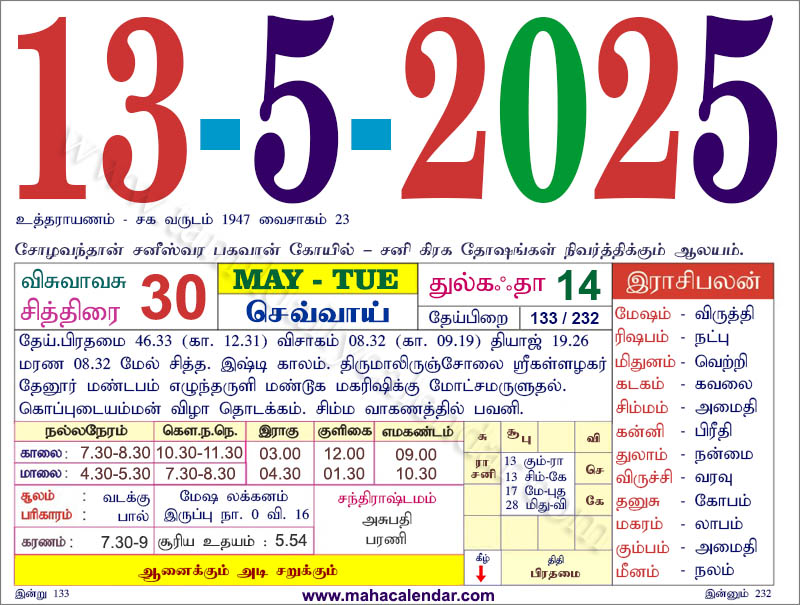 13-5-2025
உத்தராயணம் - சக வருடம் 1947 வைசாகம் 23
சோழவந்தான் சனீஸ்வர பகவான் கோயில் – சனி கிரக தோஷங்கள் நிவர்த்திக்கும் ஆலயம்.
விசுவாவசு
சித்திரை 30
MAY - TUE
செவ்வாய்
துல்கஃதா 14
தேய்பிறை 133 / 232
தேய்.பிரதமை 46.33 (கா. 12.31) விசாகம் 08.32 (கா. 09.19) தியாஜ் 19.26
மரண 08.32 மேல் சித்த. இஷ்டி காலம். திருமாலிருஞ்சோலை ஸ்ரீகள்ளழகர்
தேனூர் மண்டபம் எழுந்தருளி மண்டூக மகரிஷிக்கு மோட்சமருளுதல்.
கொப்புடையம்மன் விழா தொடக்கம். சிம்ம வாகணத்தில் பவனி.
நல்லநேரம் கௌ.ந.நெ. இராகு குளிகை எமகண்டம்
காலை: 7.30-8.30 10.30-11.30 03.00 12.00 09.00
மாலை: 4.30-5.30 7.30-8.30 04.30 01.30 10.30
சூலம் : வடக்கு
பரிகாரம் : பால்
மேஷ லக்கனம்
இருப்பு நா. 0 வி. 16
சந்திராஷ்டமம்
அசுபதி
பரணி
கரணம் : 7.30-9 சூரிய உதயம் : 5.54
ஆனைக்கும் அடி சறுக்கும்
சு சூ பு வி
ரா சனி
செ
கே
13 கும்-ரா
13 சிம்-கே
17 மே-புத
28 மிது-வி
கீழ்
திதி
பிரதமை
இராசிபலன்
மேஷம் - விருத்தி
ரிஷபம் - நட்பு
மிதுனம் - வெற்றி
கடகம் - கவலை
சிம்மம் - அமைதி
கன்னி - பிரீதி
துலாம் - நன்மை
விருச்சி - வரவு
தனுசு - கோபம்
மகரம் - லாபம்
கும்பம் - அமைதி
மீனம் - நலம்
இன்று 133
www.mahacalendar.com
இன்னும் 232